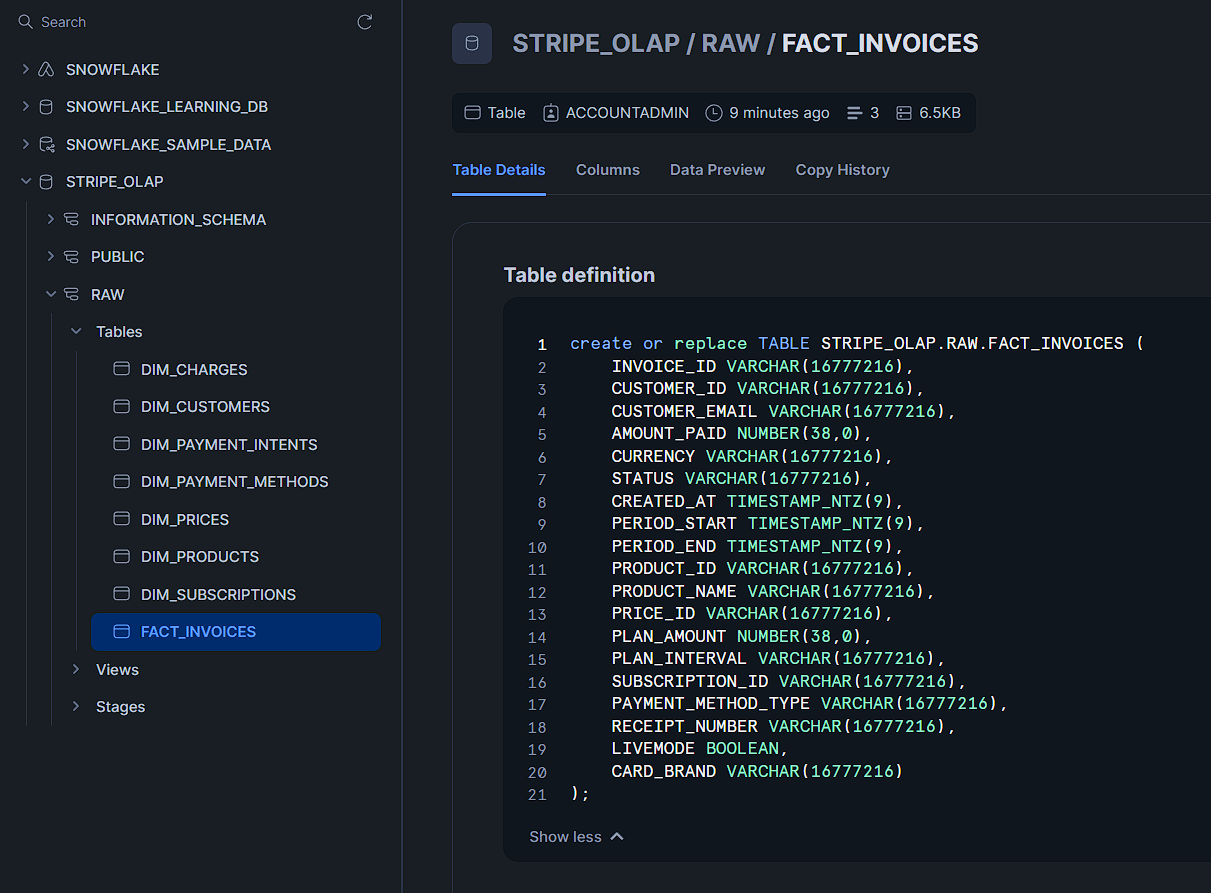 Search
SNOWFLAKE
SNOWFLAKE_LEARNING_DB
SNOWFLAKE_SAMPLE_DATA
STRIPE_OLAP
INFORMATION_SCHEMA
PUBLIC
RAW
Tables
DIM_CHARGES
DIM_CUSTOMERS
DIM_PAYMENT_INTENTS
DIM_PAYMENT_METHODS
DIM_PRICES
DIM_PRODUCTS
DIM_SUBSCRIPTIONS
FACT_INVOICES
Views
Stages
STRIPE_OLAP / RAW / FACT_INVOICES
Table ACCOUNTADMIN 9 minutes ago 3 6.5KB
Table Details Columns Data Preview Copy History
Table definition
1 create or replace TABLE STRIPE_OLAP.RAW.FACT_INVOICES (
2 INVOICE_ID VARCHAR(16777216),
3 CUSTOMER_ID VARCHAR(16777216),
4 CUSTOMER_EMAIL VARCHAR(16777216),
5 AMOUNT_PAID NUMBER(38,0),
6 CURRENCY VARCHAR(16777216),
7 STATUS VARCHAR(16777216),
8 CREATED_AT TIMESTAMP_NTZ(9),
9 PERIOD_START TIMESTAMP_NTZ(9),
10 PERIOD_END TIMESTAMP_NTZ(9),
11 PRODUCT_ID VARCHAR(16777216),
12 PRODUCT_NAME VARCHAR(16777216),
13 PRICE_ID VARCHAR(16777216),
14 PLAN_AMOUNT NUMBER(38,0),
15 PLAN_INTERVAL VARCHAR(16777216),
16 SUBSCRIPTION_ID VARCHAR(16777216),
17 PAYMENT_METHOD_TYPE VARCHAR(16777216),
18 RECEIPT_NUMBER VARCHAR(16777216),
19 LIVEMODE BOOLEAN,
20 CARD_BRAND VARCHAR(16777216)
21 );
Show less